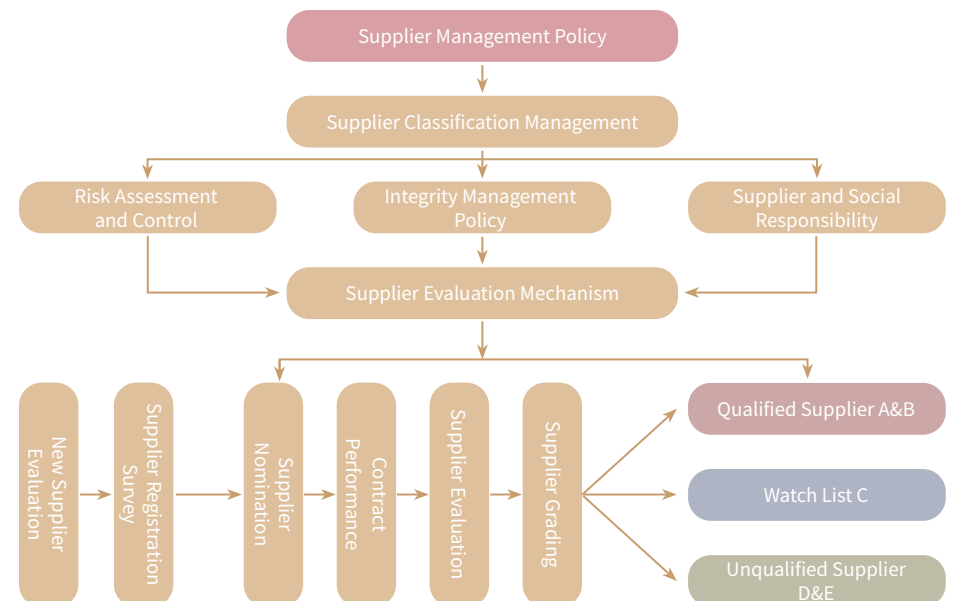 Supplier Management Policy
Supplier Classification Management
Risk Assessment
and Control
Integrity Management
Policy
Supplier and Social
Responsibility
Supplier Evaluation Mechanism
New Supplier
Evaluation
Supplier Registration
Survey
Supplier
Nomination
Contract
Performance
Supplier Evaluation
Supplier Grading
Qualified Supplier A&B
Watch List C
Unqualified Supplier
D&E